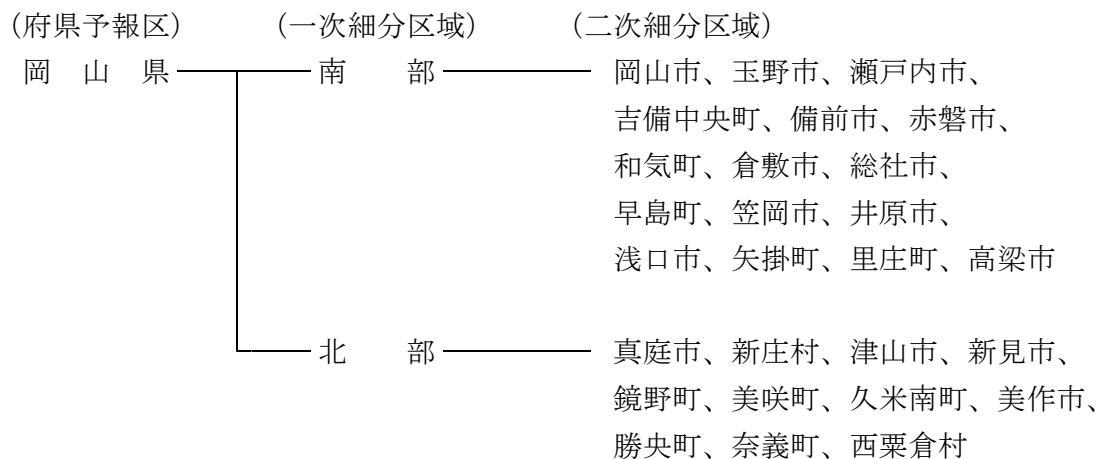 (府県予報区) (一次細分区域) (二次細分区域)
岡山県 南部 岡山市、玉野市、瀬戸内市、
吉備中央町、備前市、赤磐市、
和気町、倉敷市、総社市、
早島町、笠岡市、井原市、
浅口市、矢掛町、里庄町、高梁市
北部 真庭市、新庄村、津山市、新見市、
鏡野町、美咲町、久米南町、美作市、
勝央町、奈義町、西粟倉村